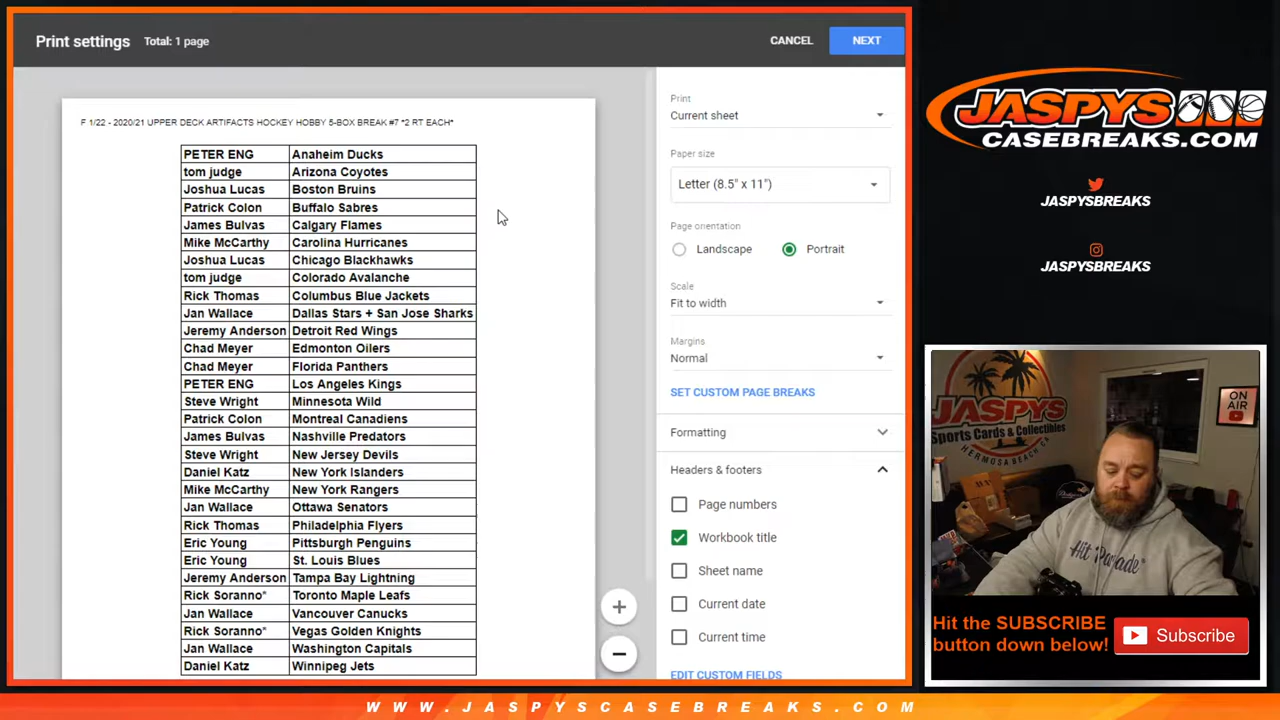 Print settings
Total: 1 page
CANCEL
NEXT
F 1/22 - 2020/21 UPPER DECK ARTIFACTS HOCKEY HOBBY 5-BOX BREAK #7 *2 RT EACH*
PETER ENG Anaheim Ducks
tom judge Arizona Coyotes
Joshua Lucas Boston Bruins
Patrick Colon Buffalo Sabres
James Bulvas Calgary Flames
Mike McCarthy Carolina Hurricanes
Joshua Lucas Chicago Blackhawks
tom judge Colorado Avalanche
Rick Thomas Columbus Blue Jackets
Jan Wallace Dallas Stars + San Jose Sharks
Jeremy Anderson Detroit Red Wings
Chad Meyer Edmonton Oilers
Chad Meyer Florida Panthers
PETER ENG Los Angeles Kings
Steve Wright Minnesota Wild
Patrick Colon Montreal Canadiens
James Bulvas Nashville Predators
Steve Wright New Jersey Devils
Daniel Katz New York Islanders
Mike McCarthy New York Rangers
Jan Wallace Ottawa Senators
Rick Thomas Philadelphia Flyers
Eric Young Pittsburgh Penguins
Eric Young St. Louis Blues
Jeremy Anderson Tampa Bay Lightning
Rick Soranno* Toronto Maple Leafs
Jan Wallace Vancouver Canucks
Rick Soranno* Vegas Golden Knights
Jan Wallace Washington Capitals
Daniel Katz Winnipeg Jets
Print
Current sheet
Paper size
Letter (8.5" x 11")
Page orientation
Landscape
Portrait
Scale
Fit to width
Margins
Normal
SET CUSTOM PAGE BREAKS
Formatting
Headers & footers
Page numbers
Workbook title
Sheet name
Current date
Current time
EDIT CUSTOM FIELDS
JASPYS
CASEBREAKS.COM
JASPYSBREAKS
JASPYSBREAKS
JASPYS
Sports Cards & Collectibles
HERMOSA BEACH CA
ON
AIR
Hit Parade
Hit the SUBSCRIBE
button down below!
Subscribe
WWW.JASPYSCASEBREAKS.COM